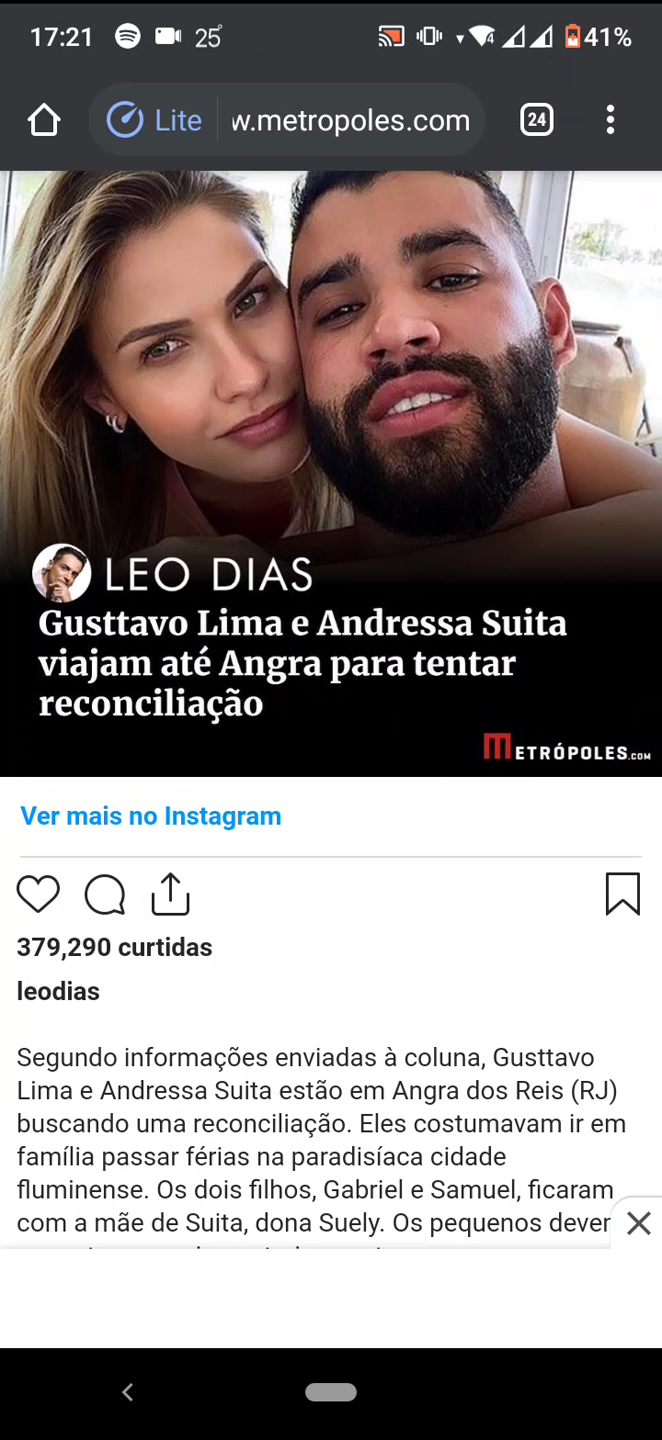 17:21 25°
4 41%
Lite w.metropoles.com 24
LEO DIAS
Gusttavo Lima e Andressa Suita
viajam até Angra para tentar
reconciliação
METRÓPOLES.COM
Ver mais no Instagram
379,290 curtidas
leodias
Segundo informações enviadas à coluna, Gusttavo
Lima e Andressa Suita estão em Angra dos Reis (RJ)
buscando uma reconciliação. Eles costumavam ir em
família passar férias na paradisíaca cidade
fluminense. Os dois filhos, Gabriel e Samuel, ficaram
com a mãe de Suita, dona Suely. Os pequenos dever